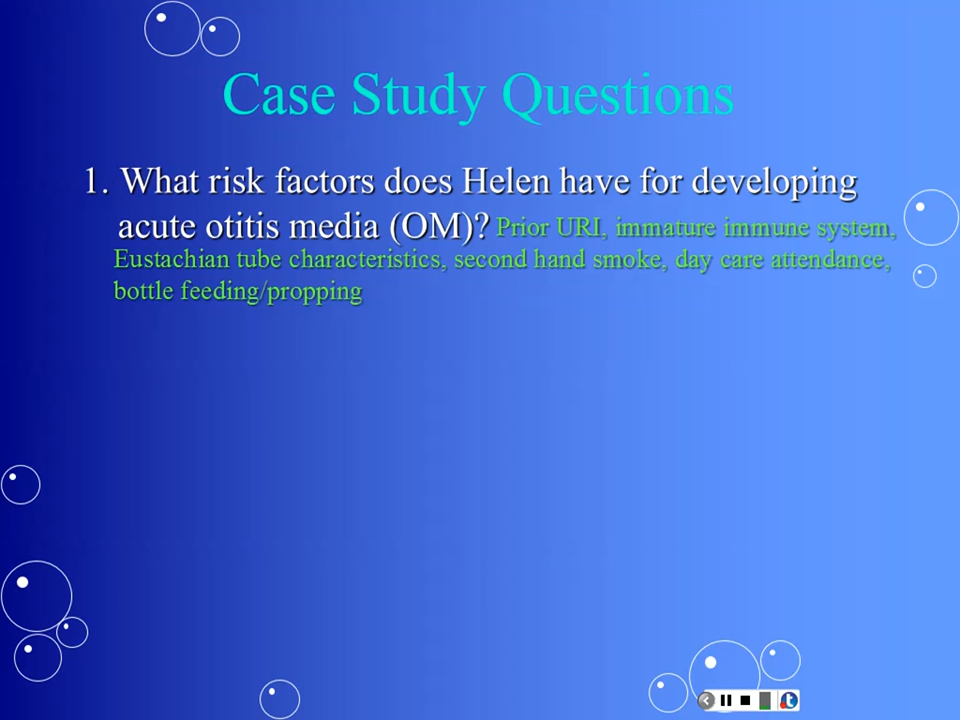 Case Study Questions
1. What risk factors does Helen have for developing
acute otitis media (OM)? Prior URI, immature immune system,
Eustachian tube characteristics, second hand smoke, day care attendance,
bottle feeding/propping